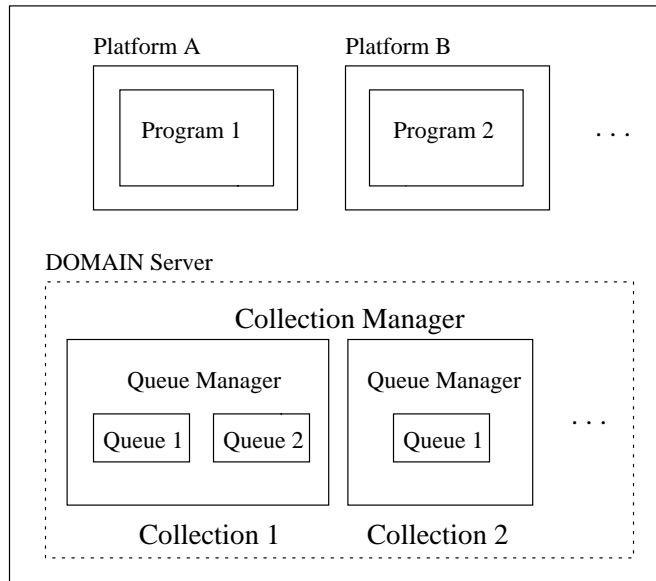 Platform A
Platform B
Program 1
Program 2
. . .
DOMAIN Server
Collection Manager
Queue Manager
Queue Manager
Queue 1
Queue 2
Queue 1
. . .
Collection 1
Collection 2